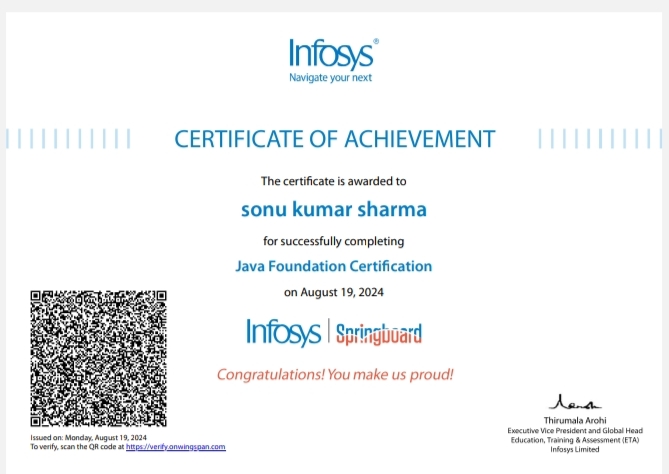 Infosys®
Navigate your next
CERTIFICATE OF ACHIEVEMENT
The certificate is awarded to
sonu kumar sharma
for successfully completing
Java Foundation Certification
on August 19, 2024
Infosys | Springboard
Congratulations! You make us proud!
Issued on: Monday, August 19, 2024
To verify, scan the QR code at https://verify.onwingspan.com
Thirumala Arohi
Executive Vice President and Global Head
Education, Training & Assessment (ETA)
Infosys Limited